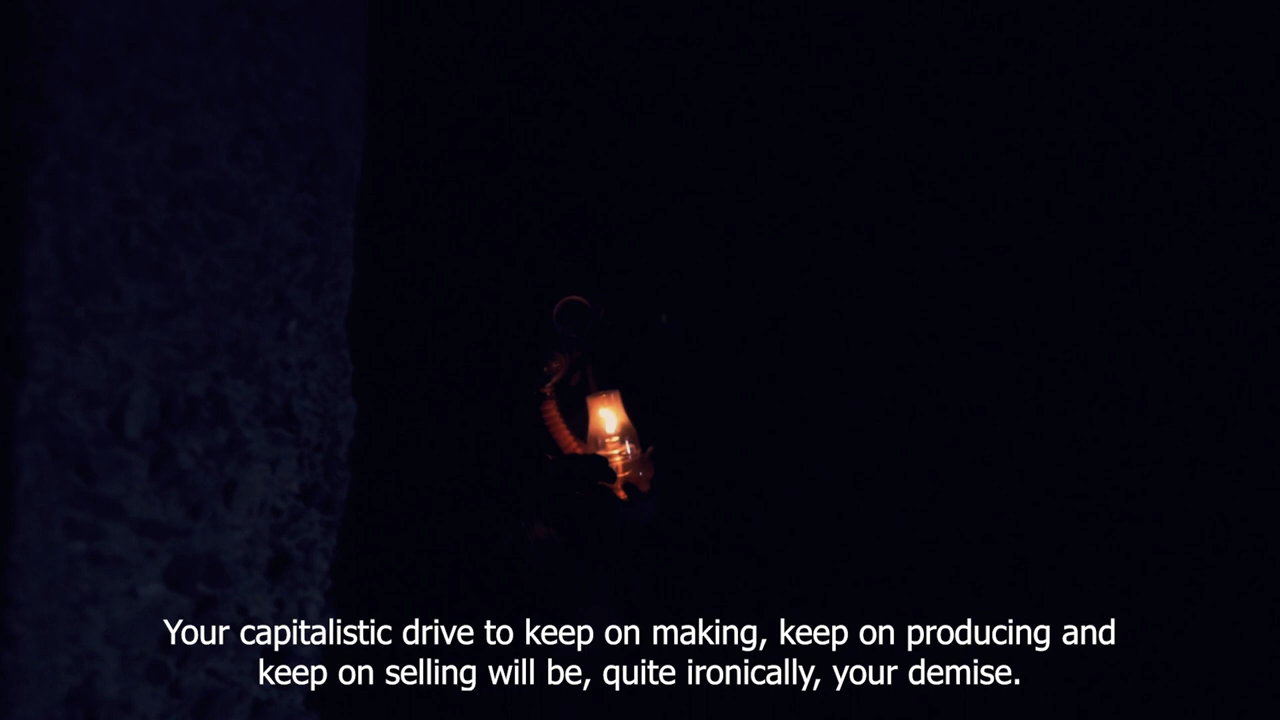 Your capitalistic drive to keep on making, keep on producing and
keep on selling will be, quite ironically, your demise.